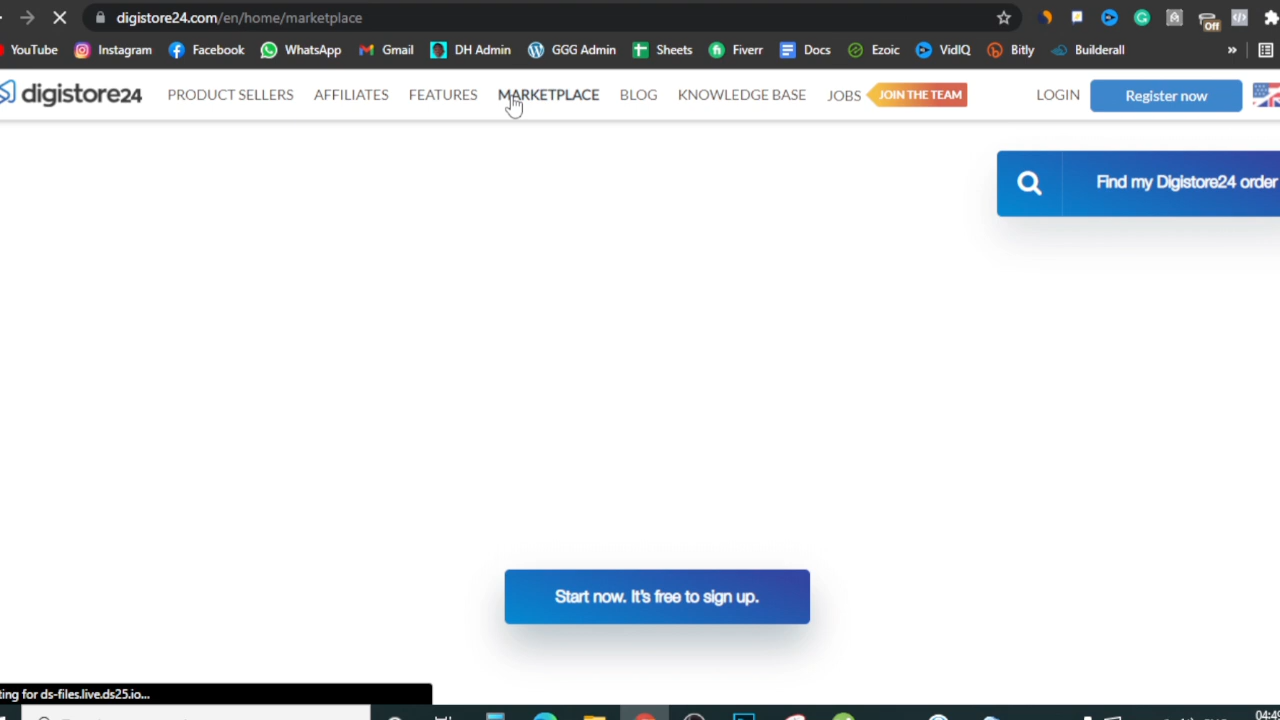 digistore24.com/en/home/marketplace
Off
YouTube Instagram Facebook WhatsApp Gmail DH Admin GGG Admin Sheets Fiverr Docs Ezoic VidIQ Bitly Builderall »
digistore24 PRODUCT SELLERS AFFILIATES FEATURES MARKETPLACE BLOG KNOWLEDGE BASE JOBS JOIN THE TEAM LOGIN Register now
Find my Digistore24 order
Start now. It's free to sign up.
ting for ds-files.live.ds25.io...